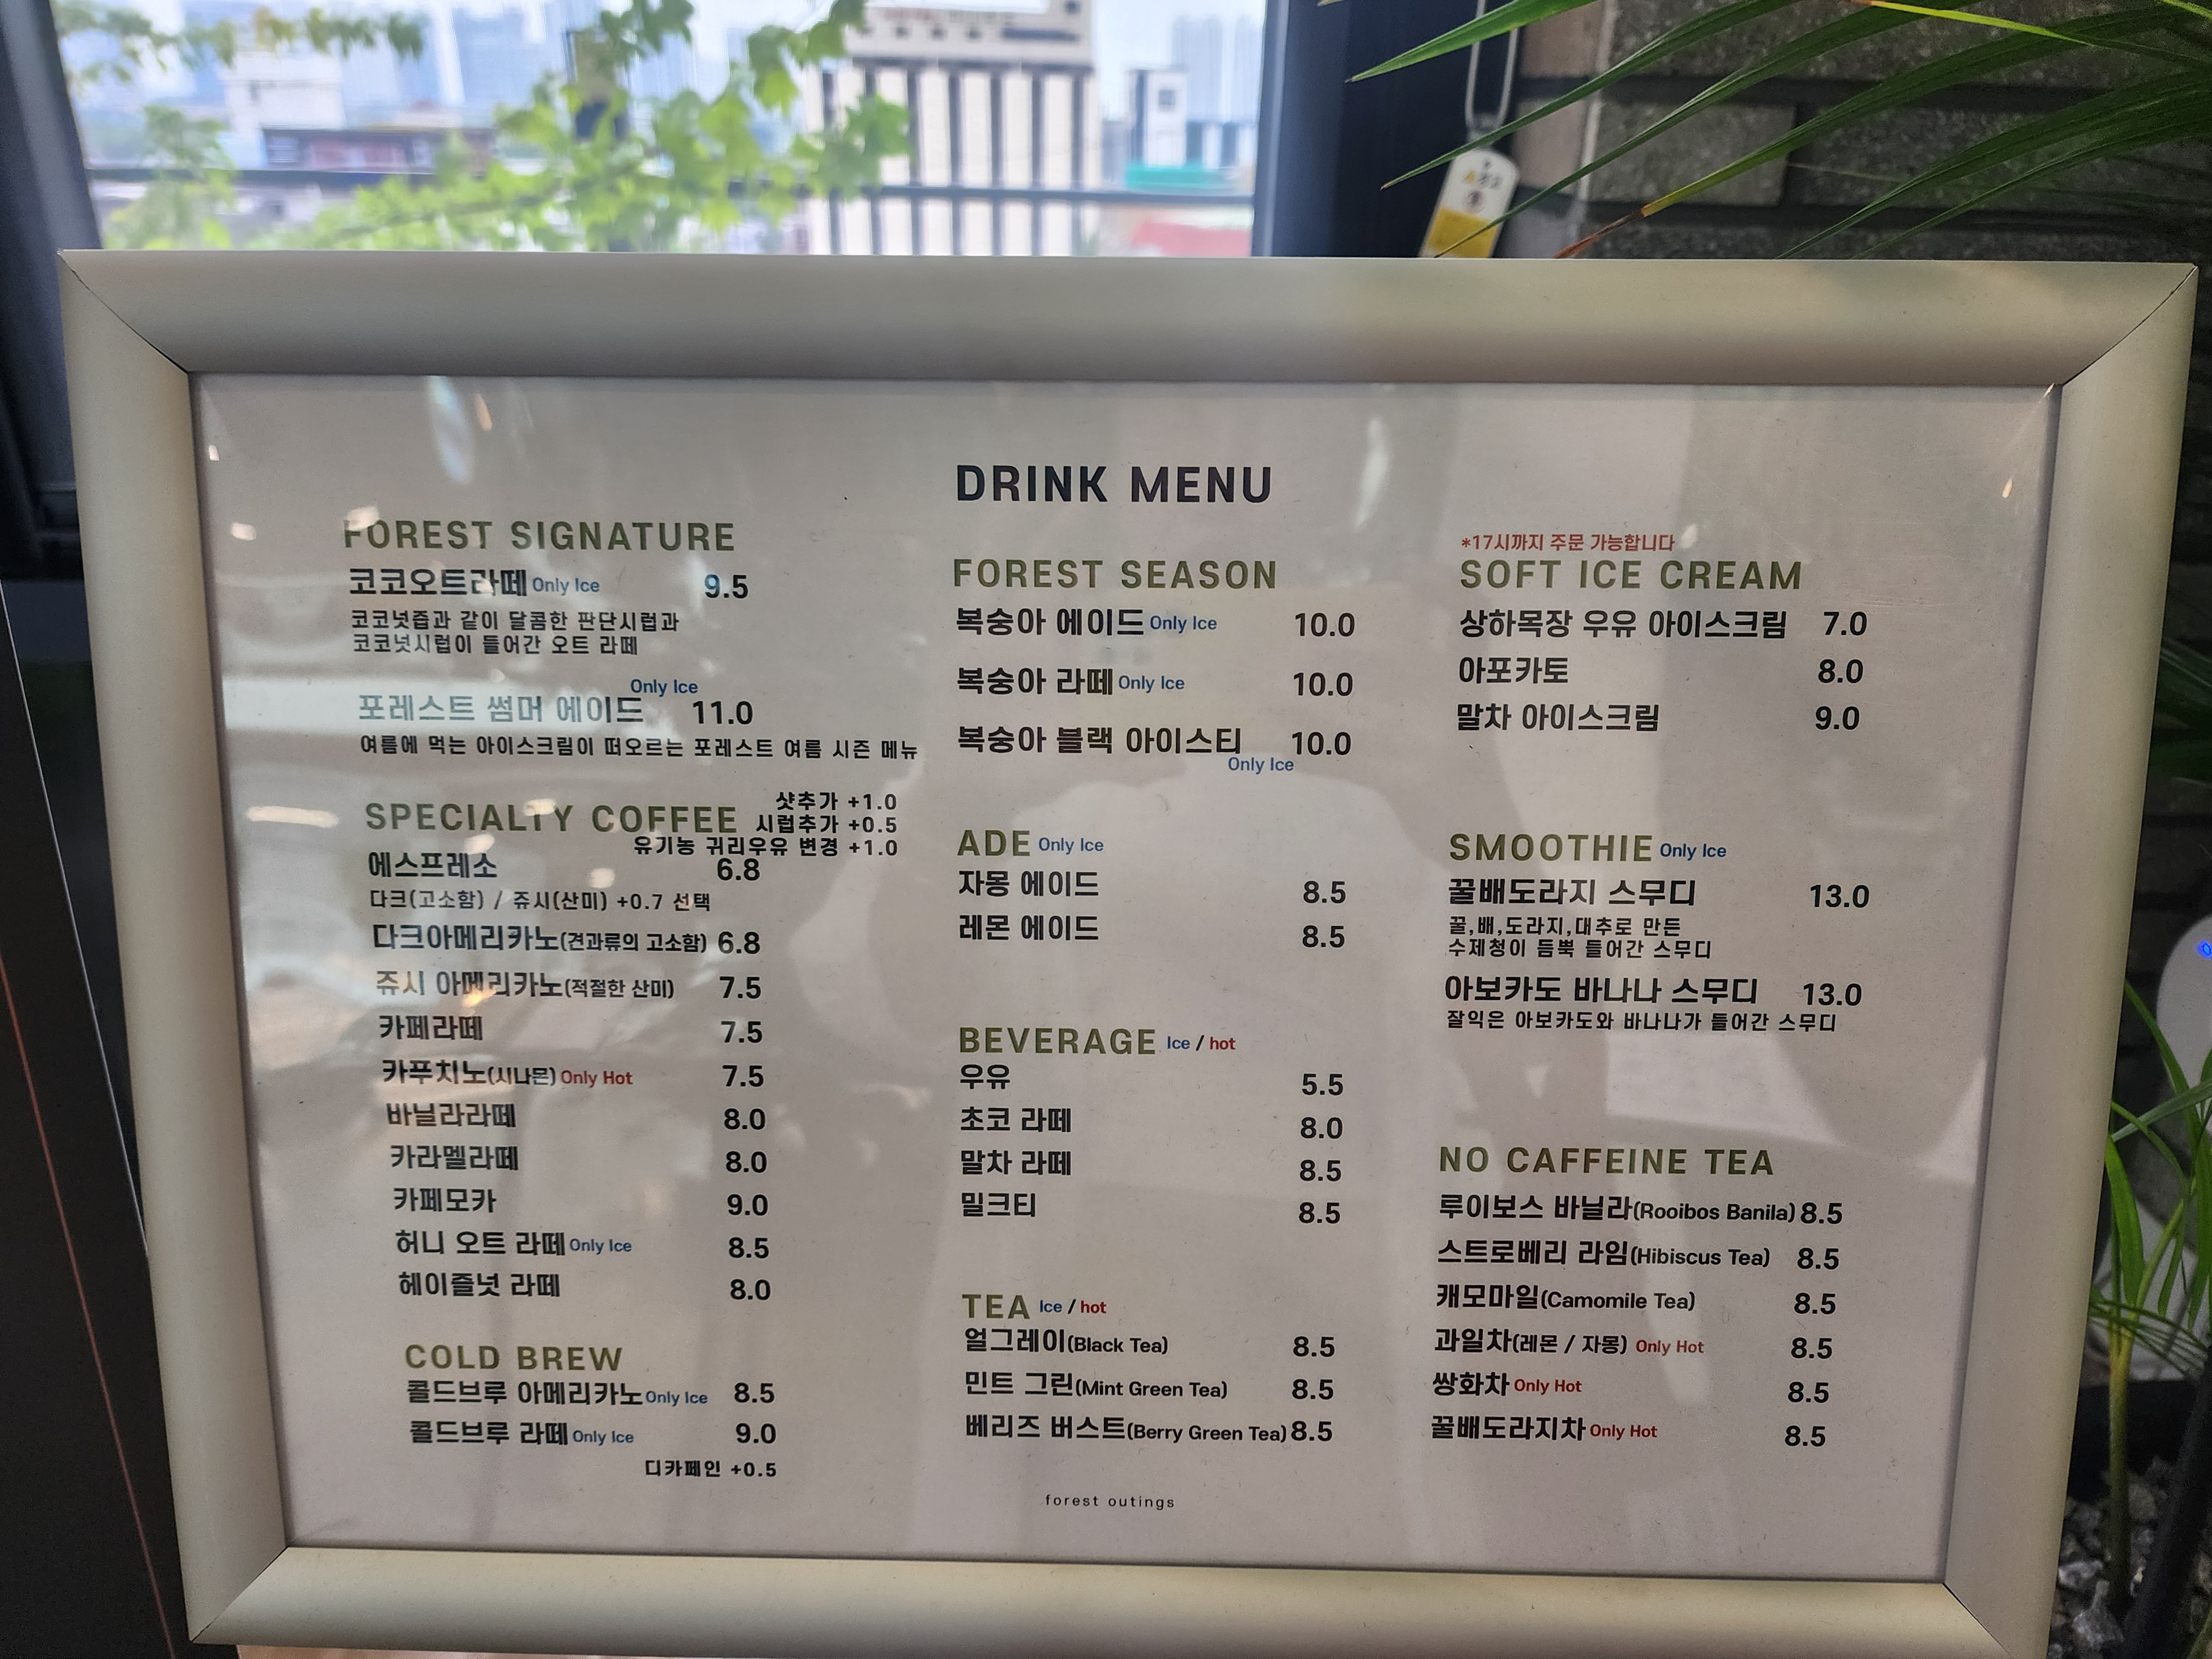 DRINK MENU
FOREST SIGNATURE
코코오트라떼 Only Ice 9.5
코코넛즙과 같이 달콤한 판단시럽과
코코넛시럽이 들어간 오트 라떼
Only Ice
포레스트 썸머 에이드 11.0
여름에 먹는 아이스크림이 떠오르는 포레스트 여름 시즌 메뉴
샷추가 +1.0
SPECIALTY COFFEE 시럽추가 +0.5
유기농 귀리우유 변경 +1.0
에스프레소 6.8
다크(고소함) / 쥬시(산미) +0.7 선택
다크아메리카노(견과류의 고소함) 6.8
쥬시 아메리카노(적절한 산미) 7.5
카페라떼 7.5
카푸치노(시나몬) Only Hot 7.5
바닐라라떼 8.0
카라멜라떼 8.0
카페모카 9.0
허니 오트 라떼 Only Ice 8.5
헤이즐넛 라떼 8.0
COLD BREW
콜드브루 아메리카노 Only Ice 8.5
콜드브루 라떼 Only Ice 9.0
디카페인 +0.5
FOREST SEASON
복숭아 에이드 Only Ice 10.0
복숭아 라떼 Only Ice 10.0
복숭아 블랙 아이스티 10.0
Only Ice
ADE Only Ice
자몽 에이드 8.5
레몬 에이드 8.5
BEVERAGE Ice / hot
우유 5.5
초코 라떼 8.0
말차 라떼 8.5
밀크티 8.5
TEA Ice / hot
얼그레이(Black Tea) 8.5
민트 그린(Mint Green Tea) 8.5
베리즈 버스트(Berry Green Tea) 8.5
*17시까지 주문 가능합니다
SOFT ICE CREAM
상하목장 우유 아이스크림 7.0
아포카토 8.0
말차 아이스크림 9.0
SMOOTHIE Only Ice
꿀배도라지 스무디 13.0
꿀,배,도라지,대추로 만든
수제청이 듬뿍 들어간 스무디
아보카도 바나나 스무디 13.0
잘익은 아보카도와 바나나가 들어간 스무디
NO CAFFEINE TEA
루이보스 바닐라(Rooibos Banila) 8.5
스트로베리 라임(Hibiscus Tea) 8.5
캐모마일(Camomile Tea) 8.5
과일차(레몬 / 자몽) Only Hot 8.5
쌍화차 Only Hot 8.5
꿀배도라지차 Only Hot 8.5
forest outings